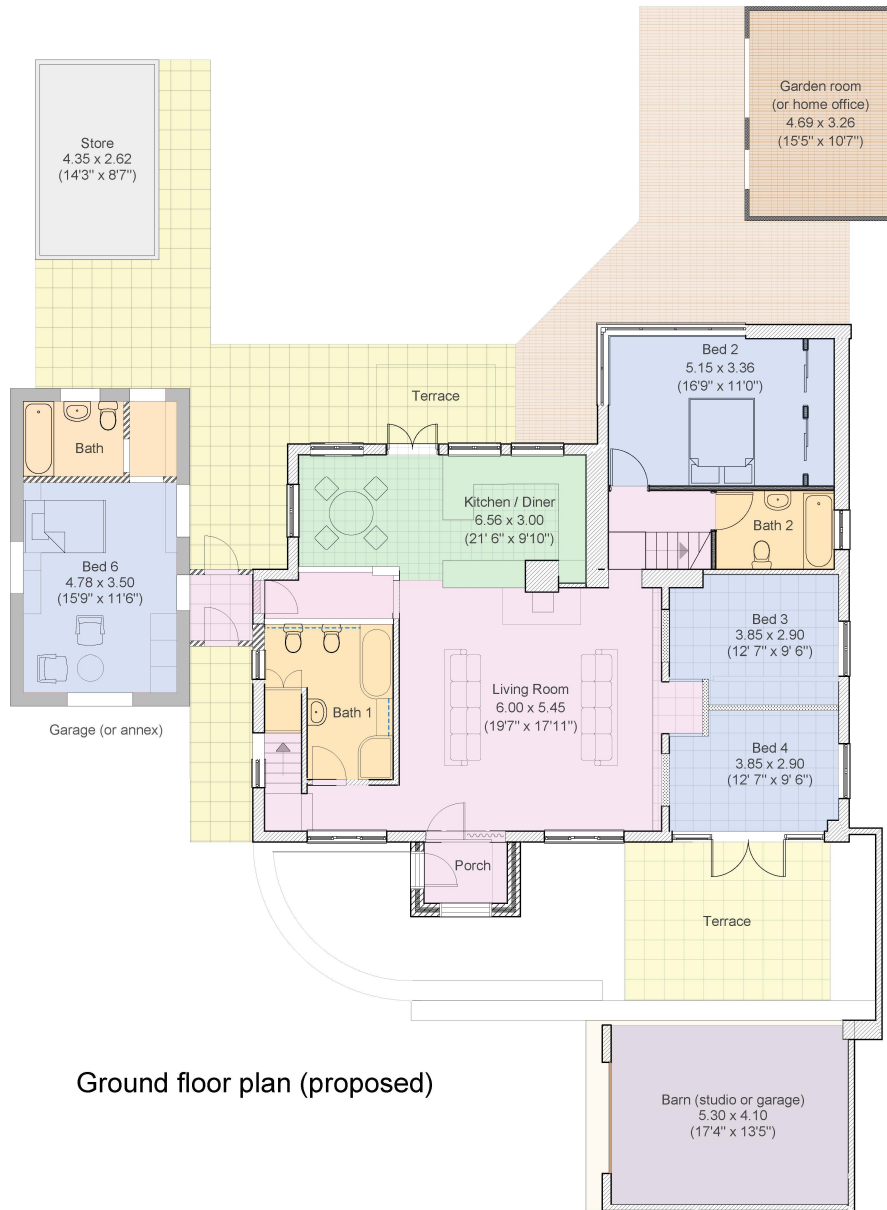 Garden room
(or home office)
4.69 x 3.26
(15'5" x 10'7")
Store
4.35 x 2.62
(14'3" x 8'7")
Bed 2
5.15 x 3.36
(16'9" x 11'0")
Terrace
Bath
Kitchen / Diner
6.56 x 3.00
(21' 6" x 9'10")
Bath 2
Bed 6
4.78 x 3.50
(15'9" x 11'6")
Bed 3
3.85 x 2.90
(12' 7" x 9' 6")
Living Room
6.00 x 5.45
(19'7" x 17'11")
Bath 1
Garage (or annex)
Bed 4
3.85 x 2.90
(12' 7" x 9' 6")
Porch
Terrace
Ground floor plan (proposed)
Barn (studio or garage)
5.30 x 4.10
(17'4" x 13'5")